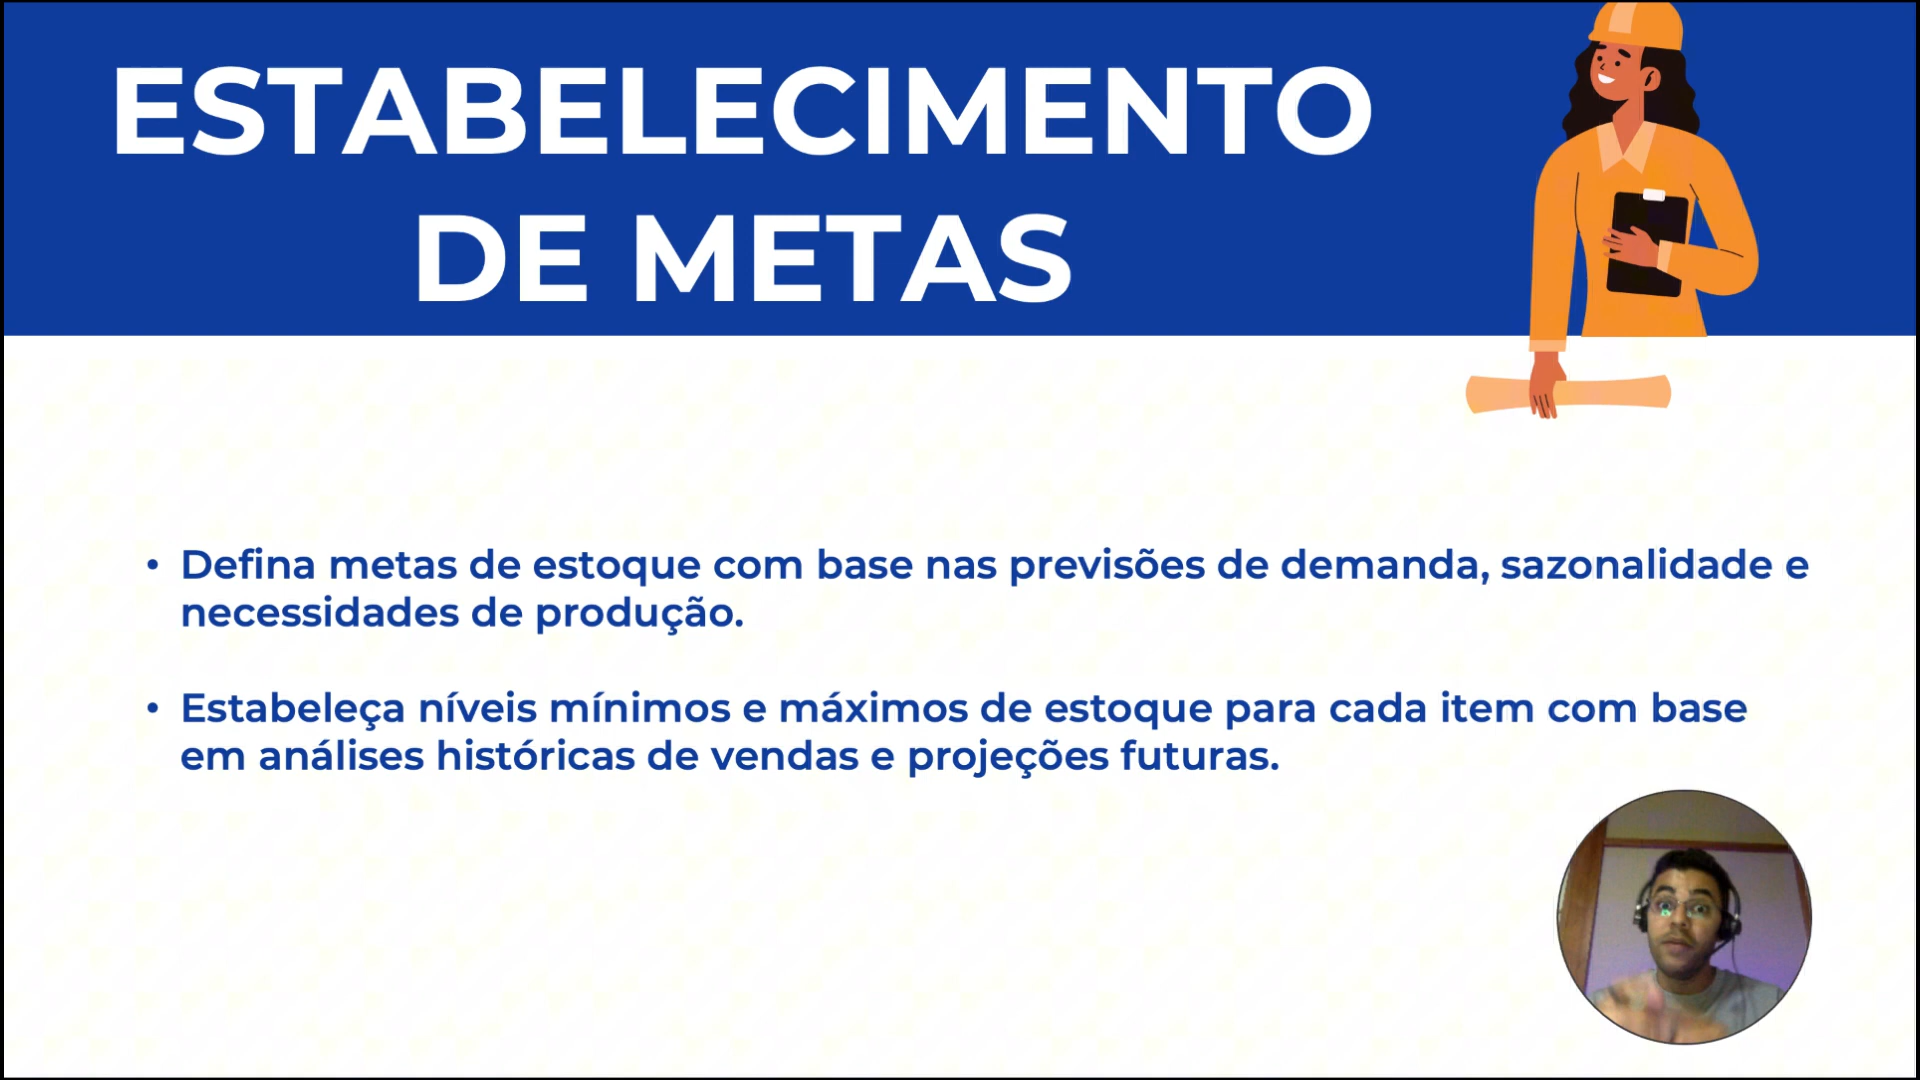 ESTABELECIMENTO
DE METAS
• Defina metas de estoque com base nas previsões de demanda, sazonalidade e
necessidades de produção.
• Estabeleça níveis mínimos e máximos de estoque para cada item com base
em análises históricas de vendas e projeções futuras.